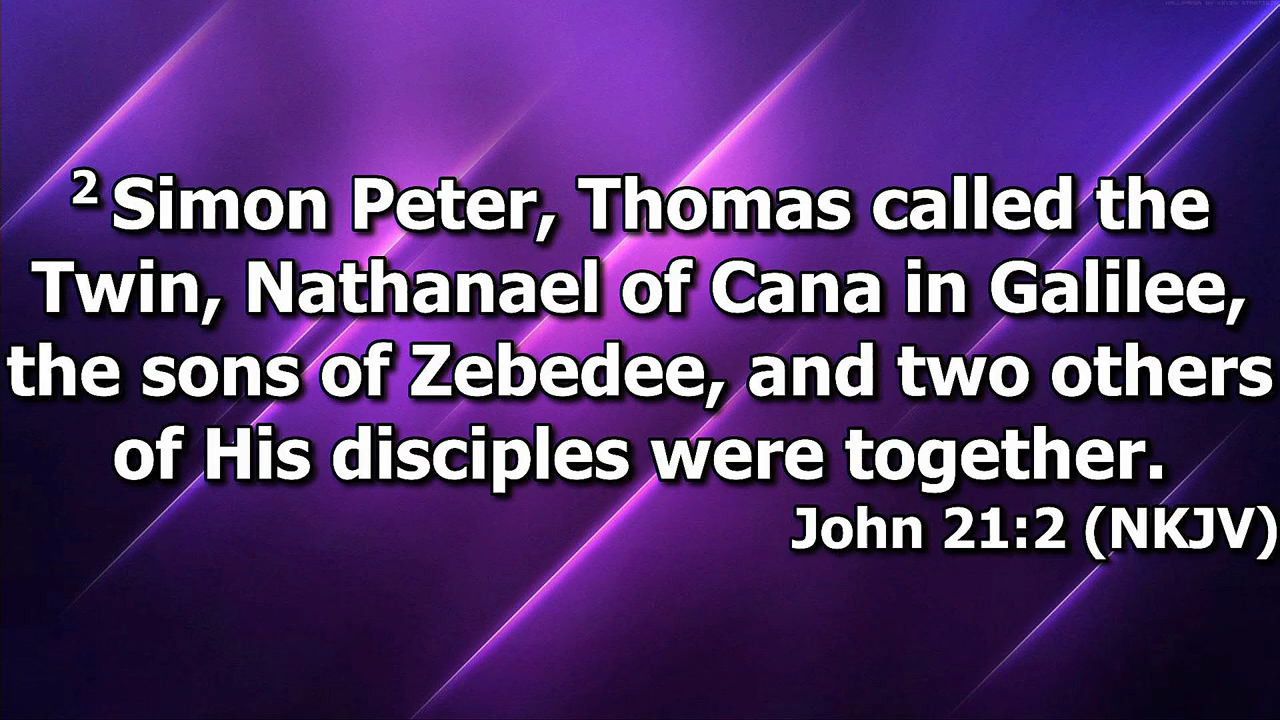 ² Simon Peter, Thomas called the
Twin, Nathanael of Cana in Galilee,
the sons of Zebedee, and two others
of His disciples were together.
John 21:2 (NKJV)